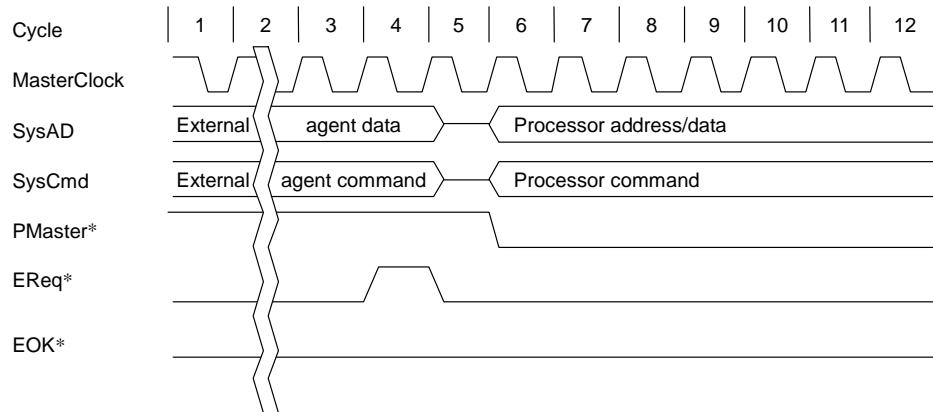 Cycle 1 2 3 4 5 6 7 8 9 10 11 12
MasterClock
SysAD External agent data Processor address/data
SysCmd External agent command Processor command
PMaster*
EReq*
EOK*